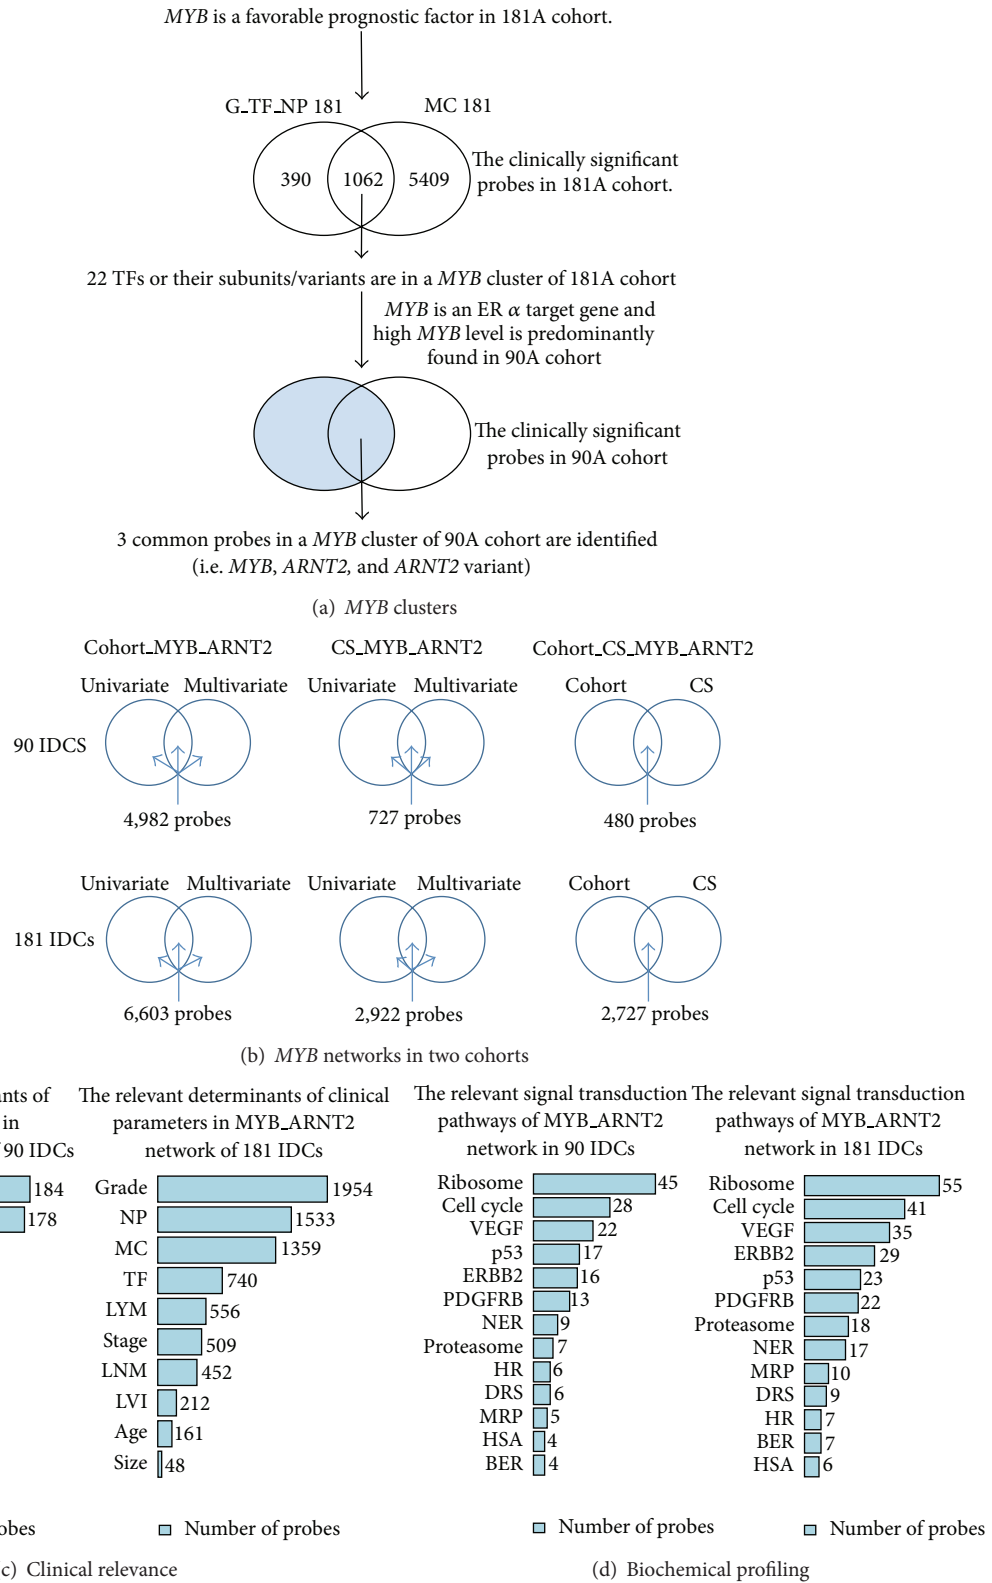 MYB is a favorable prognostic factor in 181A cohort.
G_TF_NP 181 MC 181
390 1062 5409
The clinically significant
probes in 181A cohort.
22 TFs or their subunits/variants are in a MYB cluster of 181A cohort
MYB is an ER α target gene and
high MYB level is predominantly
found in 90A cohort
The clinically significant
probes in 90A cohort
3 common probes in a MYB cluster of 90A cohort are identified
(i.e. MYB, ARNT2, and ARNT2 variant)
(a) MYB clusters
Cohort_MYB_ARNT2 CS_MYB_ARNT2 Cohort_CS_MYB_ARNT2
Univariate Multivariate Univariate Multivariate Cohort CS
90 IDCS
4,982 probes 727 probes 480 probes
Univariate Multivariate Univariate Multivariate Cohort CS
181 IDCs
6,603 probes 2,922 probes 2,727 probes
(b) MYB networks in two cohorts
nts of
in
90 IDCs
184
178
obes
The relevant determinants of clinical
parameters in MYB_ARNT2
network of 181 IDCs
Grade 1954
NP 1533
MC 1359
TF 740
LYM 556
Stage 509
LNM 452
LVI 212
Age 161
Size 48
Number of probes
c) Clinical relevance
The relevant signal transduction
pathways of MYB_ARNT2
network in 90 IDCs
Ribosome 45
Cell cycle 28
VEGF 22
p53 17
ERBB2 16
PDGFRB 13
NER 9
Proteasome 7
HR 6
DRS 6
MRP 5
HSA 4
BER 4
Number of probes
The relevant signal transduction
pathways of MYB_ARNT2
network in 181 IDCs
Ribosome 55
Cell cycle 41
VEGF 35
ERBB2 29
p53 23
PDGFRB 22
Proteasome 18
NER 17
MRP 10
DRS 9
HR 7
BER 7
HSA 6
Number of probes
(d) Biochemical profiling